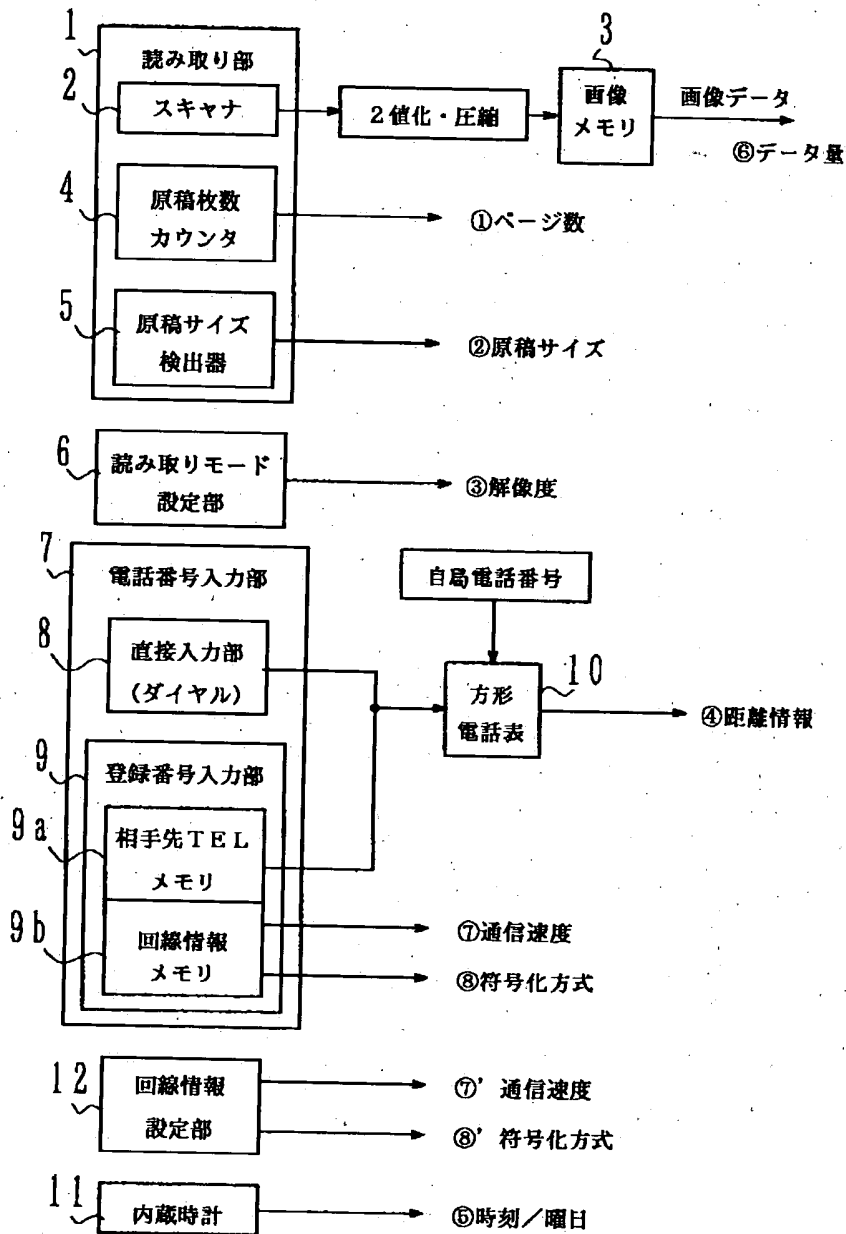 1
読み取り部
2
スキャナ
2値化・圧縮
3
画像
メモリ
画像データ
⑥データ量
4
原稿枚数
カウンタ
①ページ数
5
原稿サイズ
検出器
②原稿サイズ
6
読み取りモード
設定部
③解像度
7
電話番号入力部
自局電話番号
8
直接入力部
(ダイヤル)
10
方形
電話表
④距離情報
9
登録番号入力部
9a
相手先TEL
メモリ
9b
回線情報
メモリ
⑦通信速度
⑧符号化方式
12
回線情報
設定部
⑦' 通信速度
⑧' 符号化方式
11
内蔵時計
⑤時刻/曜日